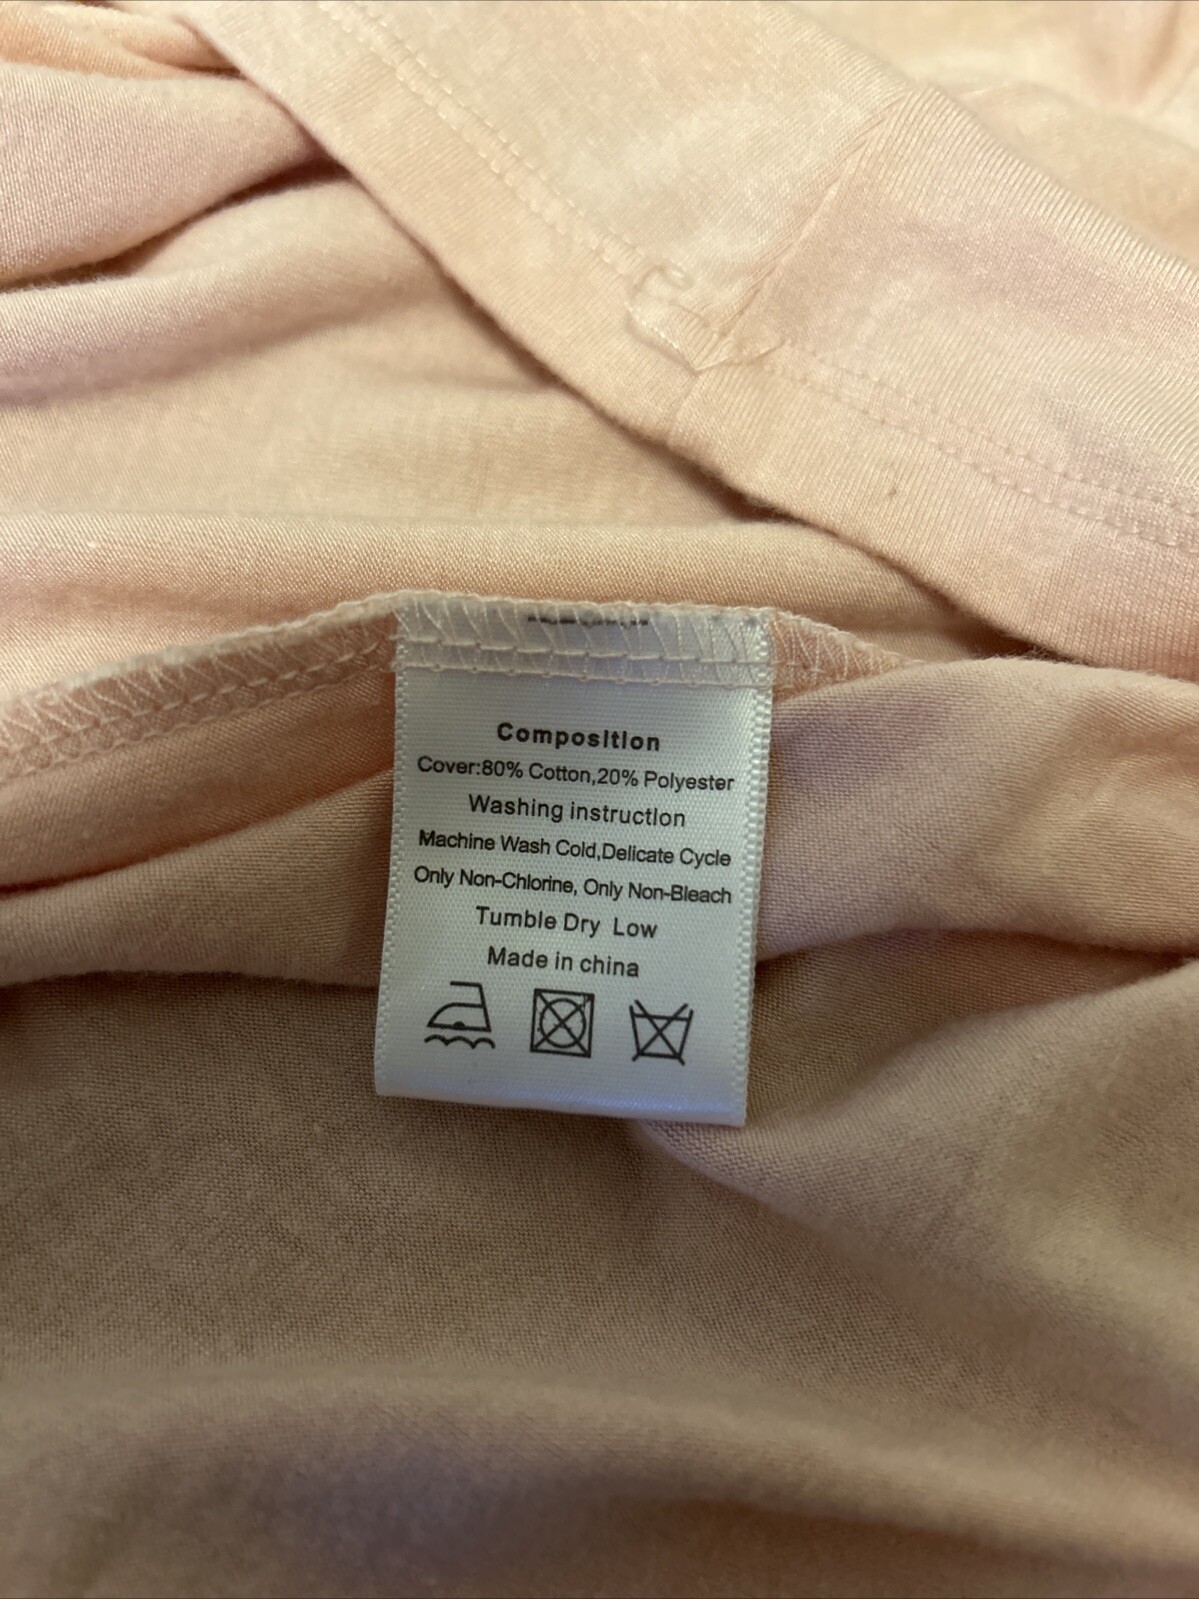 Composition
Cover:80% Cotton,20% Polyester
Washing instruction
Machine Wash Cold,Delicate Cycle
Only Non-Chlorine, Only Non-Bleach
Tumble Dry Low
Made in china